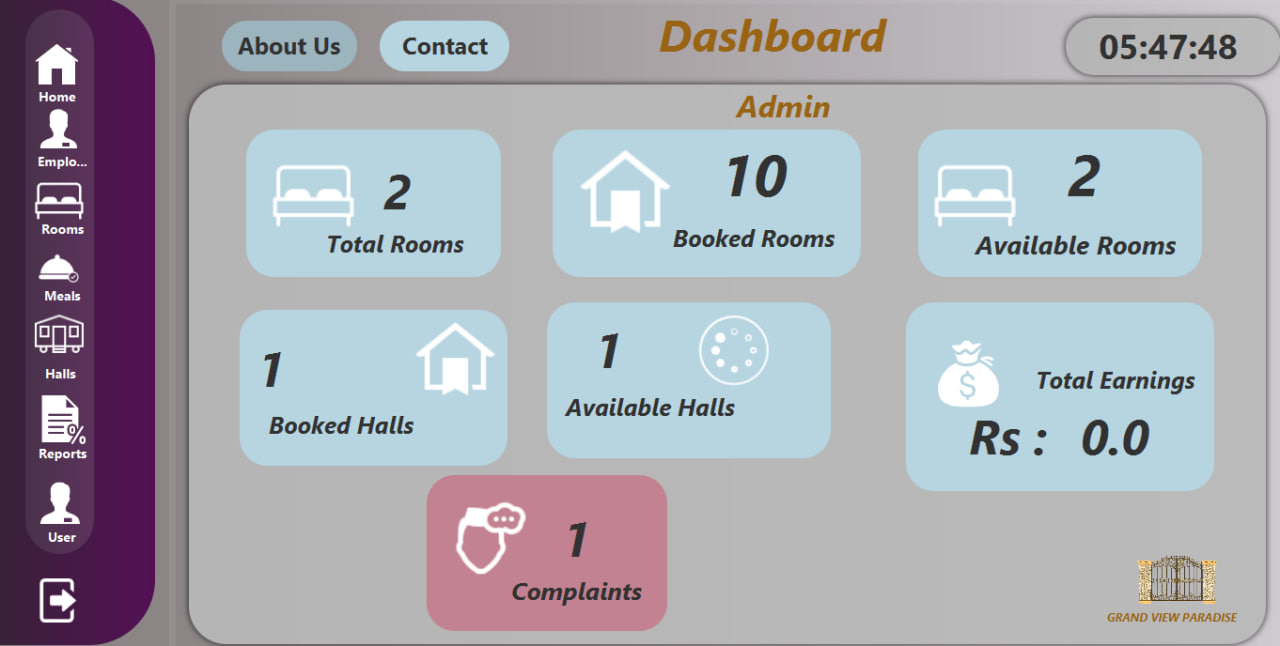 Home
Emplo...
Rooms
Meals
Halls
Reports
User
About Us
Contact
Dashboard
05:47:48
Admin
2
Total Rooms
10
Booked Rooms
2
Available Rooms
1
Booked Halls
1
Available Halls
$
Total Earnings
Rs : 0.0
1
Complaints
GRAND VIEW PARADISE